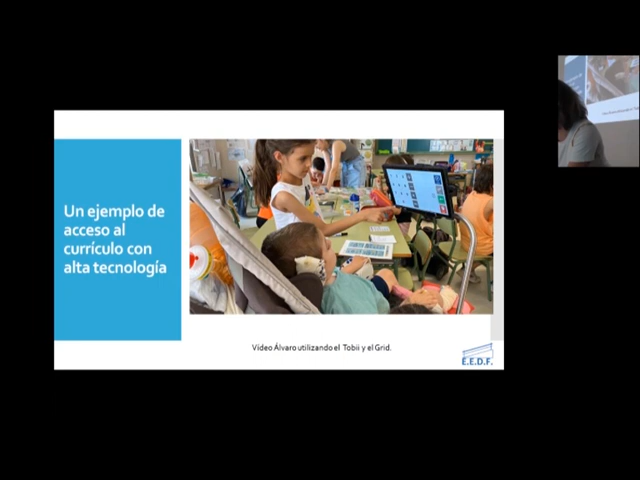 Un ejemplo de
acceso al
currículo con
alta tecnología
Vídeo Álvaro utilizando el Tobii y el Grid.
E.E.D.F.